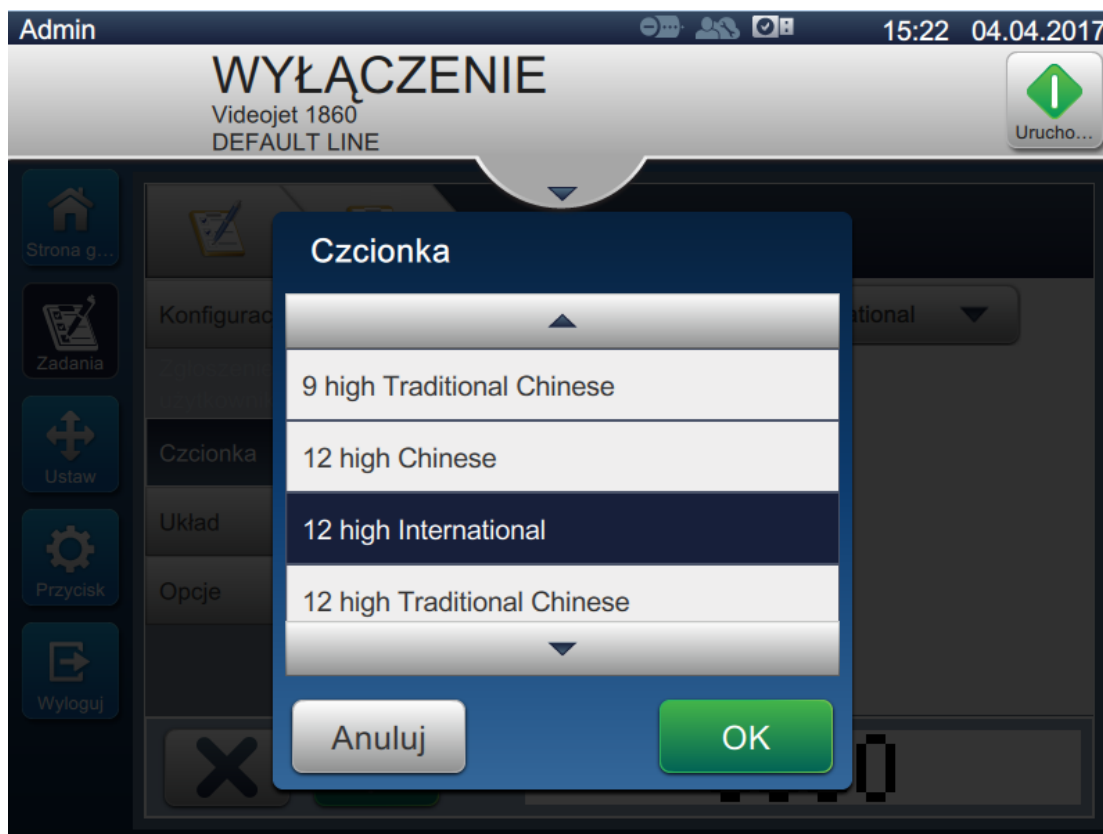 Admin
15:22 04.04.2017
WYŁĄCZENIE
Videojet 1860
DEFAULT LINE
Urucho...
Strona g...
Zadania
Ustaw
Przycisk
Wyloguj
Konfigurac
Zgłoszenie
użytkowni
Czcionka
Układ
Opcje
ational
Czcionka
9 high Traditional Chinese
12 high Chinese
12 high International
12 high Traditional Chinese
Anuluj
OK